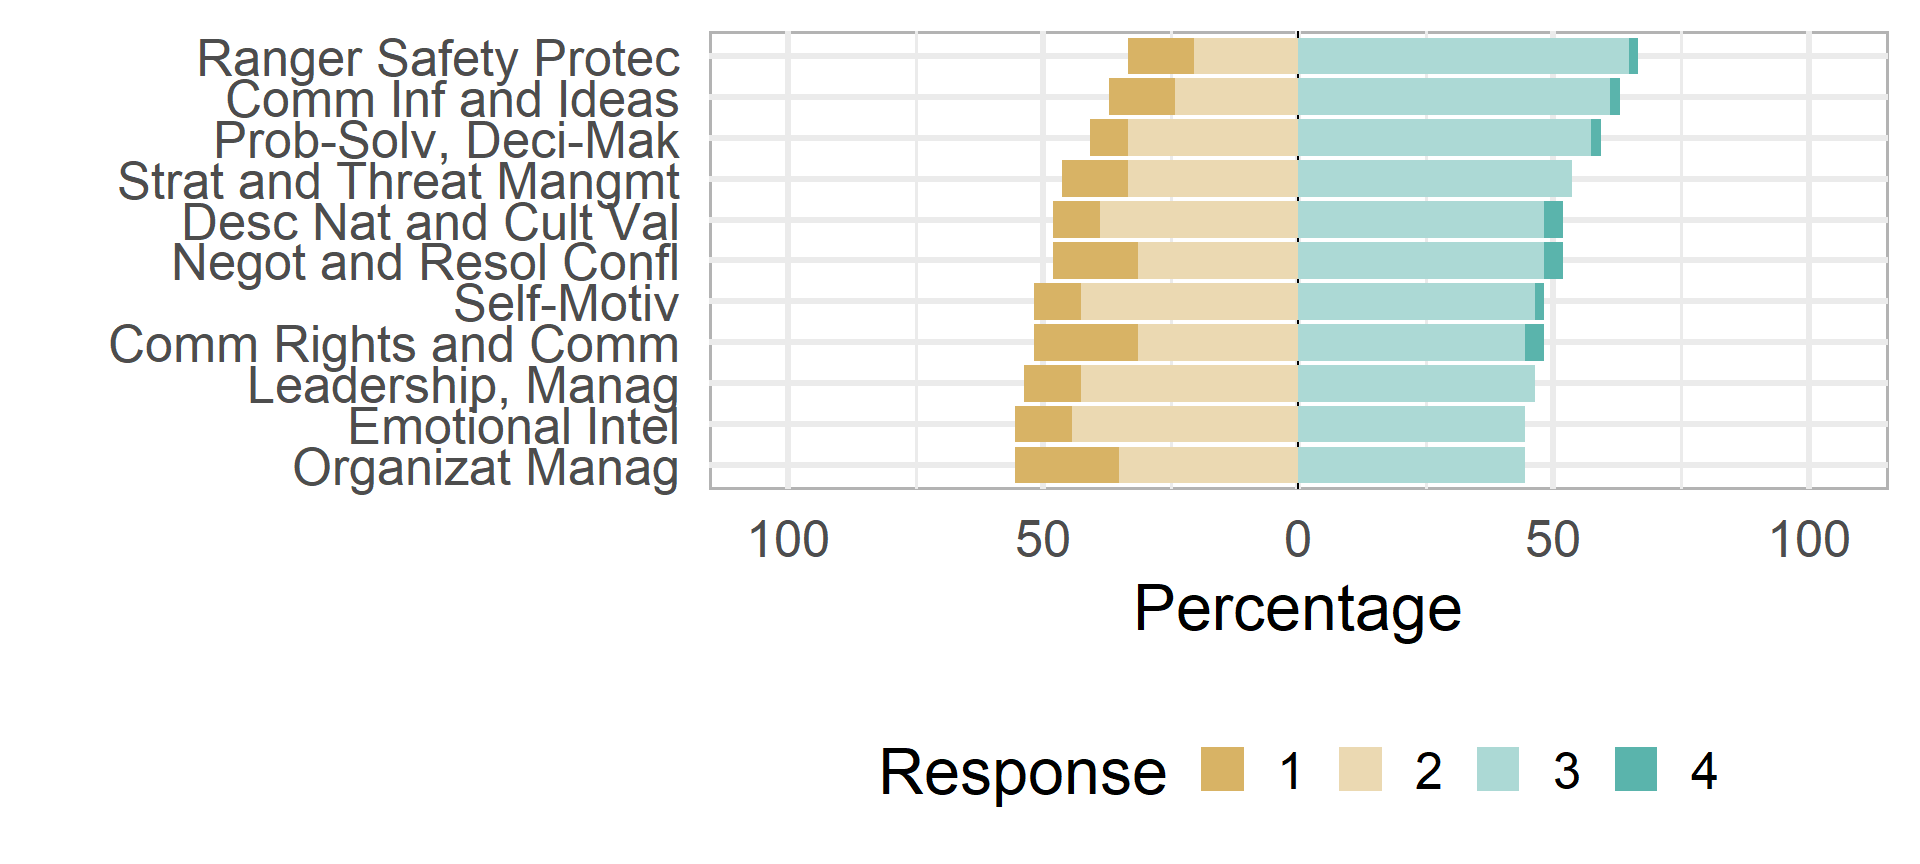 Ranger Safety Protec
Comm Inf and Ideas
Prob-Solv, Deci-Mak
Strat and Threat Mangmt
Desc Nat and Cult Val
Negot and Resol Confl
Self-Motiv
Comm Rights and Comm
Leadership, Manag
Emotional Intel
Organizat Manag
100 50 0 50 100
Percentage
Response 1 2 3 4